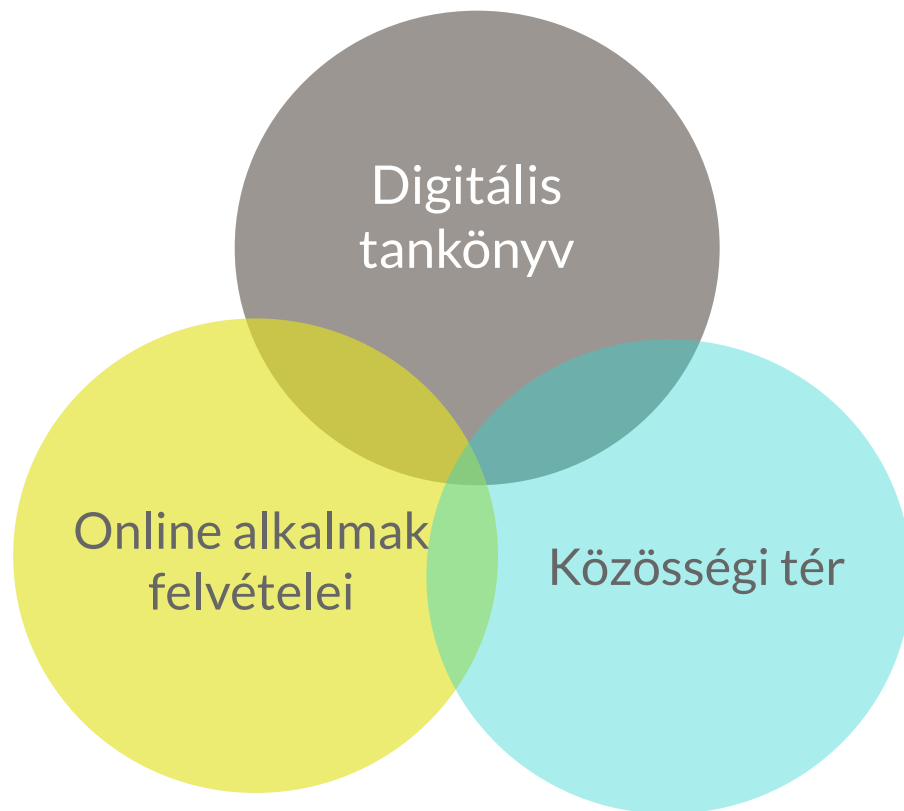 Digitális
tankönyv
Online alkalmak
felvételei
Közösségi tér